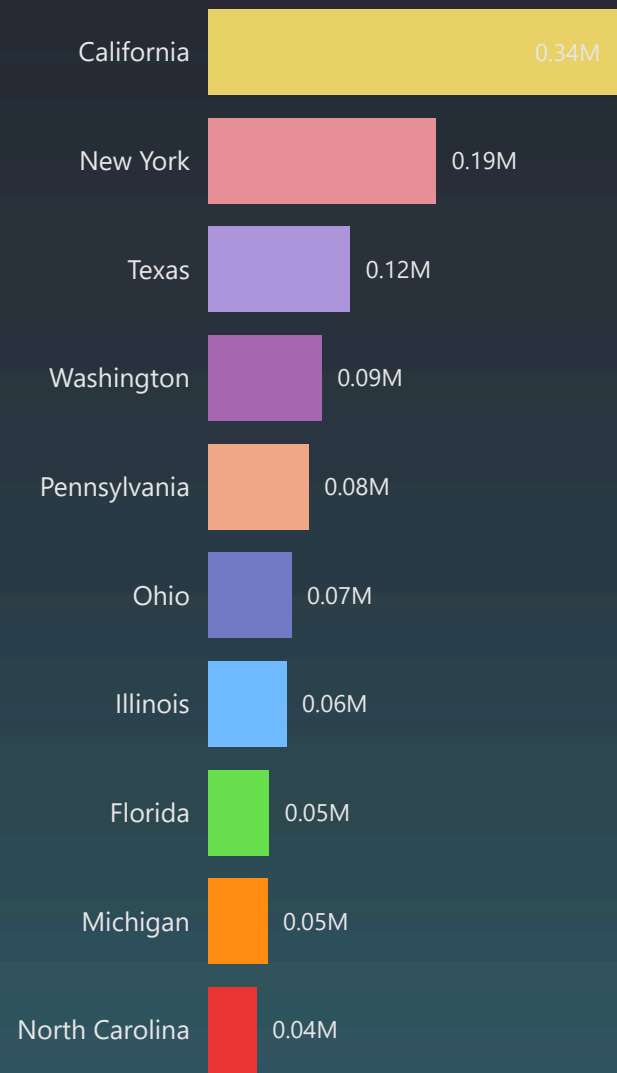 California 0.34M
New York 0.19M
Texas 0.12M
Washington 0.09M
Pennsylvania 0.08M
Ohio 0.07M
Illinois 0.06M
Florida 0.05M
Michigan 0.05M
North Carolina 0.04M